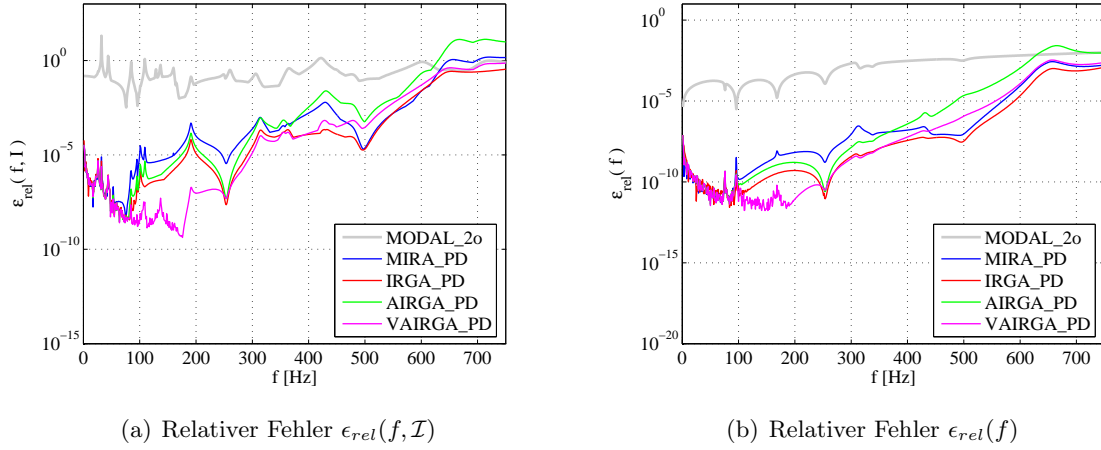 10^0
10^−5
10^−10
10^−15
ε_rel( f, I )
0 100 200 300 400 500 600 700
f [Hz]
MODAL_2o
MIRA_PD
IRGA_PD
AIRGA_PD
VAIRGA_PD
(a) Relativer Fehler ϵ_rel(f, 𝓘)
10^0
10^−5
10^−10
10^−15
10^−20
ε_rel( f )
0 100 200 300 400 500 600 700
f [Hz]
MODAL_2o
MIRA_PD
IRGA_PD
AIRGA_PD
VAIRGA_PD
(b) Relativer Fehler ϵ_rel(f)